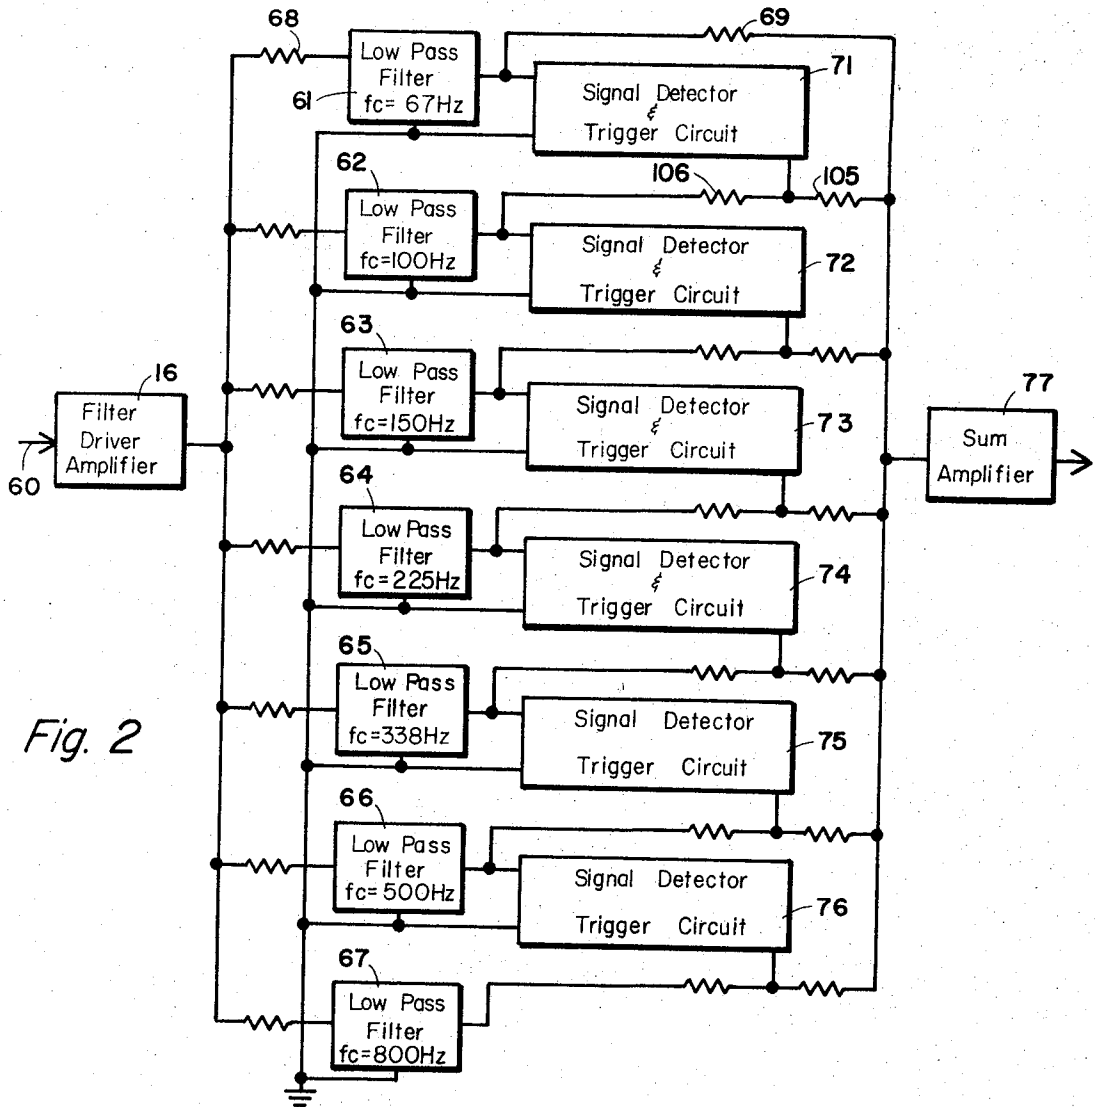 68
69
Low Pass
Filter
fc= 67Hz
61
71
Signal Detector
&
Trigger Circuit
62
106
105
Low Pass
Filter
fc=100Hz
Signal Detector
&
Trigger Circuit
72
63
Low Pass
Filter
fc=150Hz
Signal Detector
&
Trigger Circuit
73
16
Filter
Driver
Amplifier
60
77
Sum
Amplifier
64
Low Pass
Filter
fc=225Hz
Signal Detector
&
Trigger Circuit
74
65
Low Pass
Filter
fc=338Hz
Signal Detector
Trigger Circuit
75
Fig. 2
66
Low Pass
Filter
fc=500Hz
Signal Detector
Trigger Circuit
76
67
Low Pass
Filter
fc=800Hz